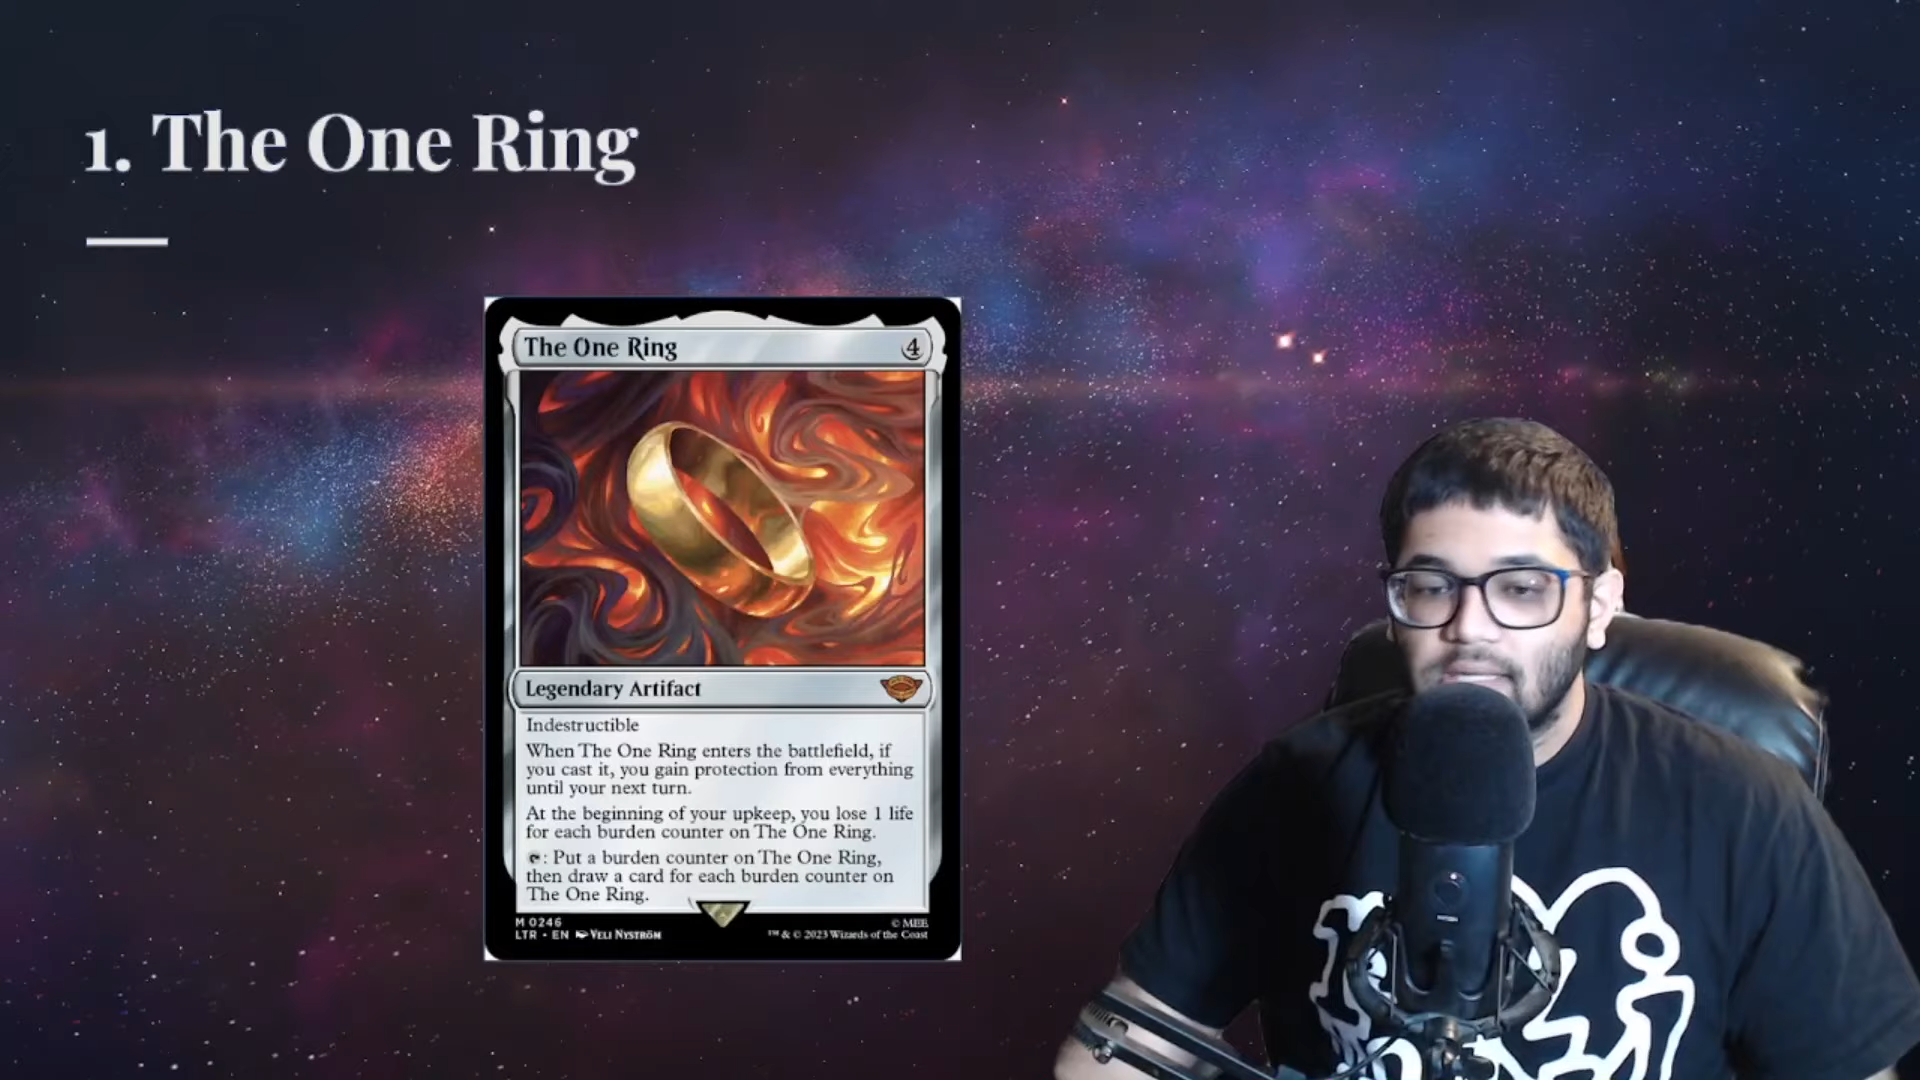 1. The One Ring
The One Ring 4
Legendary Artifact
Indestructible
When The One Ring enters the battlefield, if
you cast it, you gain protection from everything
until your next turn.
At the beginning of your upkeep, you lose 1 life
for each burden counter on The One Ring.
: Put a burden counter on The One Ring,
then draw a card for each burden counter on
The One Ring.
M 0246 © MEE
LTR • EN VELI NYSTRÖM ™ & © 2023 Wizards of the Coast